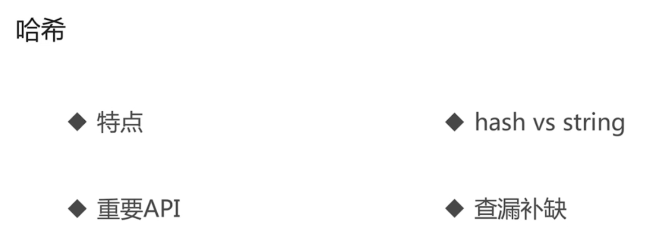 哈希
◆ 特点
◆ hash vs string
◆ 重要API
◆ 查漏补缺